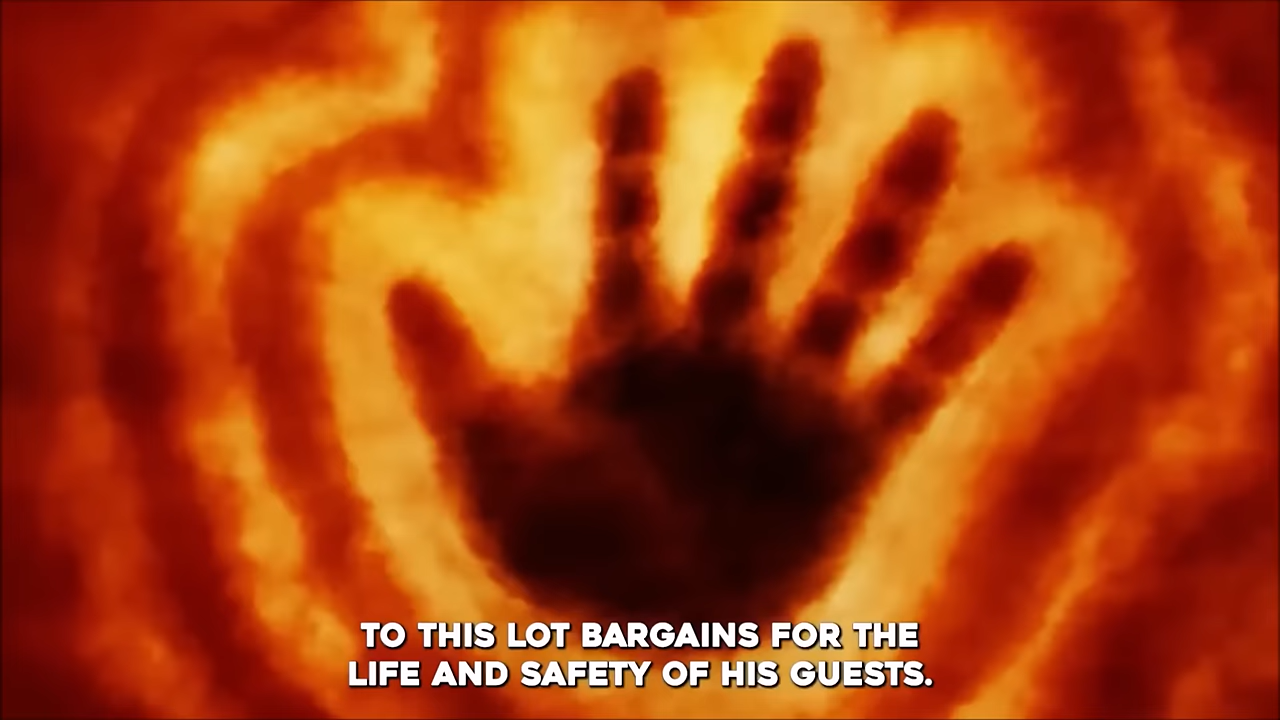 TO THIS LOT BARGAINS FOR THE
LIFE AND SAFETY OF HIS GUESTS.